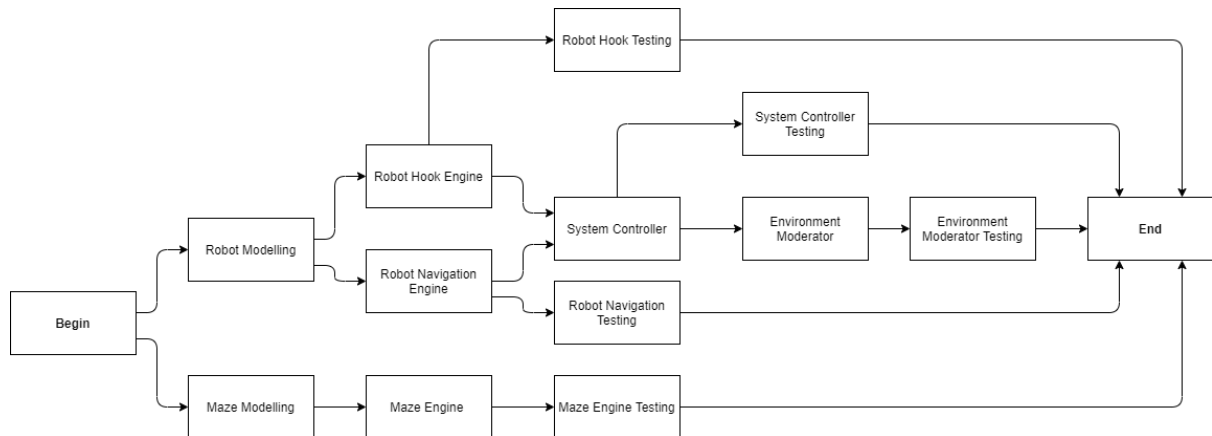 Robot Hook Testing
System Controller
Testing
Robot Hook Engine
System Controller
Environment
Moderator
Environment
Moderator Testing
End
Robot Modelling
Robot Navigation
Engine
Robot Navigation
Testing
Begin
Maze Modelling
Maze Engine
Maze Engine Testing